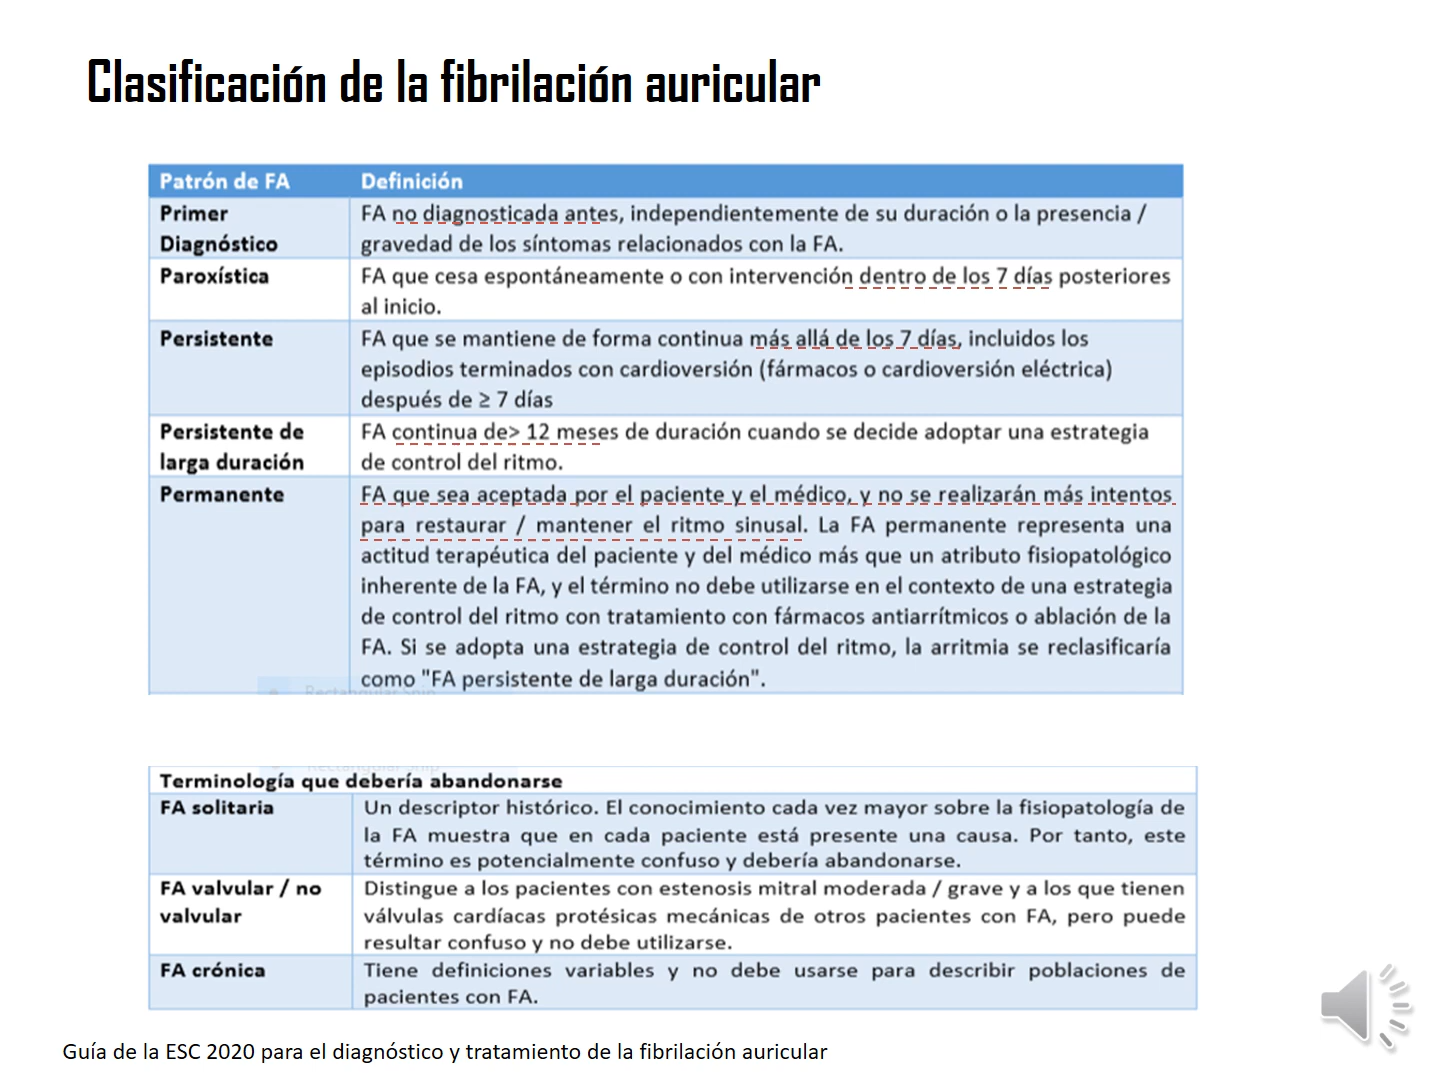 Clasificación de la fibrilación auricular
Patrón de FA Definición
Primer Diagnóstico FA no diagnosticada antes, independientemente de su duración o la presencia /
gravedad de los síntomas relacionados con la FA.
Paroxística FA que cesa espontáneamente o con intervención dentro de los 7 días posteriores
al inicio.
Persistente FA que se mantiene de forma continua más allá de los 7 días, incluidos los
episodios terminados con cardioversión (fármacos o cardioversión eléctrica)
después de ≥ 7 días
Persistente de larga duración FA continua de> 12 meses de duración cuando se decide adoptar una estrategia
de control del ritmo.
Permanente FA que sea aceptada por el paciente y el médico, y no se realizarán más intentos
para restaurar / mantener el ritmo sinusal. La FA permanente representa una
actitud terapéutica del paciente y del médico más que un atributo fisiopatológico
inherente de la FA, y el término no debe utilizarse en el contexto de una estrategia
de control del ritmo con tratamiento con fármacos antiarrítmicos o ablación de la
FA. Si se adopta una estrategia de control del ritmo, la arritmia se reclasificaría
como "FA persistente de larga duración".
Rectangular Snip
Rectangular Snip
Terminología que debería abandonarse
FA solitaria Un descriptor histórico. El conocimiento cada vez mayor sobre la fisiopatología de
la FA muestra que en cada paciente está presente una causa. Por tanto, este
término es potencialmente confuso y debería abandonarse.
FA valvular / no valvular Distingue a los pacientes con estenosis mitral moderada / grave y a los que tienen
válvulas cardíacas protésicas mecánicas de otros pacientes con FA, pero puede
resultar confuso y no debe utilizarse.
FA crónica Tiene definiciones variables y no debe usarse para describir poblaciones de
pacientes con FA.
Guía de la ESC 2020 para el diagnóstico y tratamiento de la fibrilación auricular